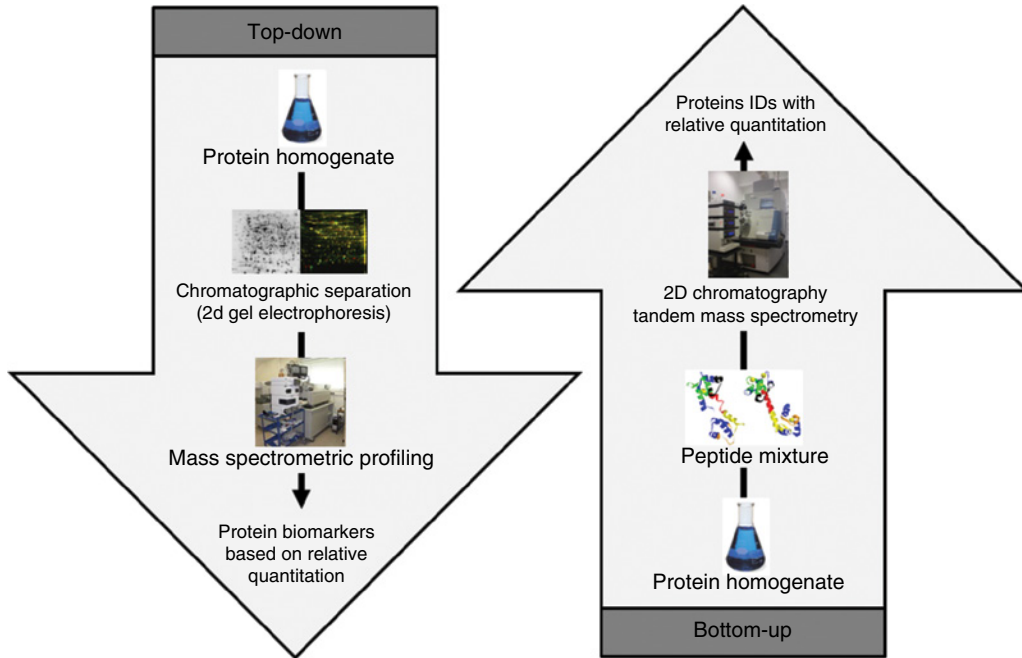 Top-down
Protein homogenate
Chromatographic separation
(2d gel electrophoresis)
Mass spectrometric profiling
Protein biomarkers
based on relative
quantitation
Proteins IDs with
relative quantitation
2D chromatography
tandem mass spectrometry
Peptide mixture
Protein homogenate
Bottom-up